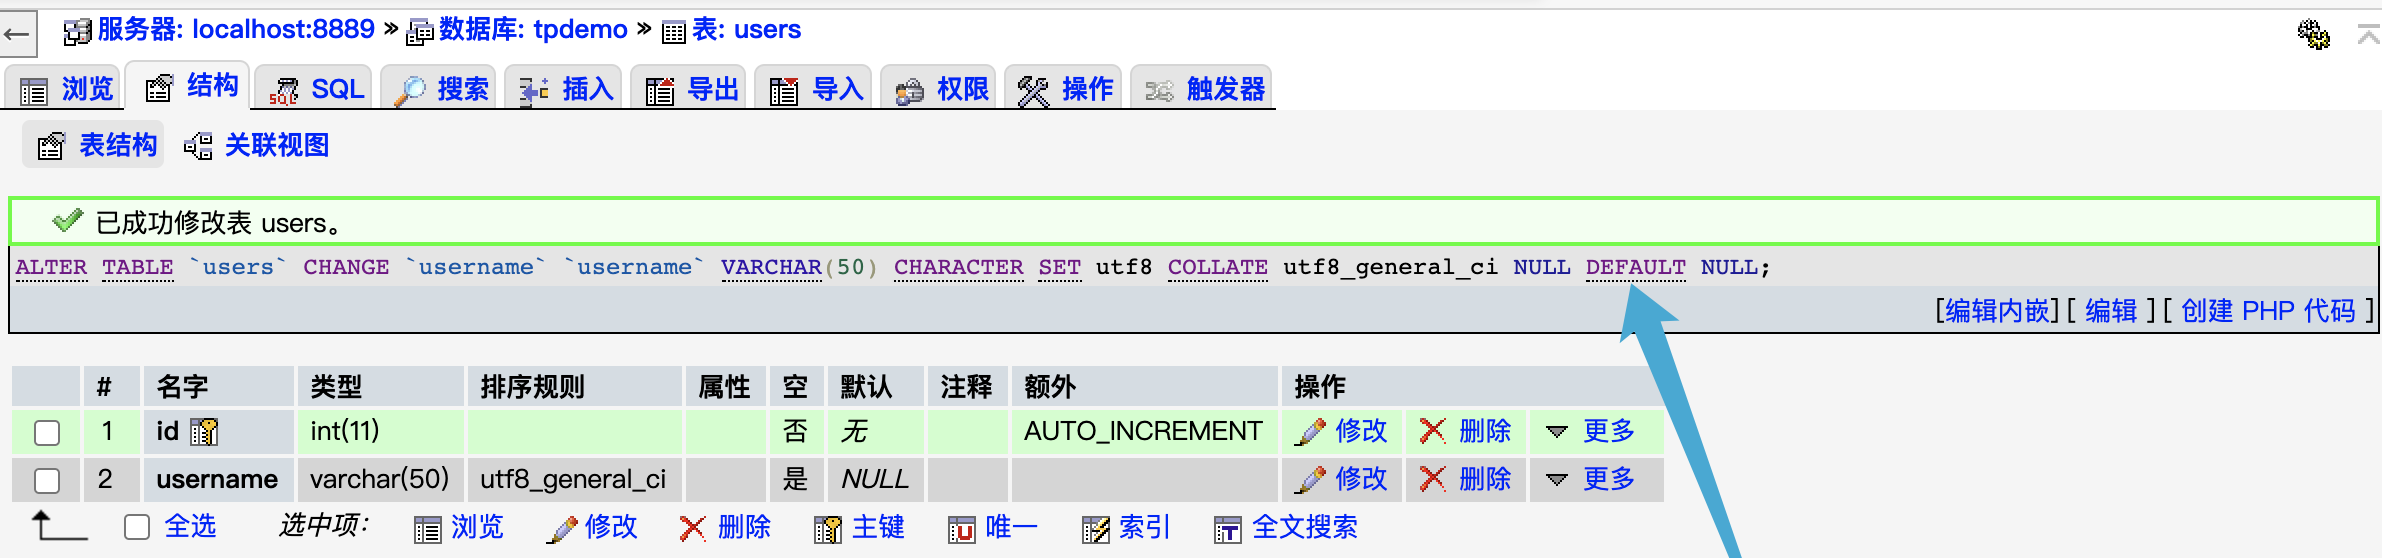 服务器: localhost:8889 » 数据库: tpdemo » 表: users
浏览 结构 SQL 搜索 插入 导出 导入 权限 操作 触发器
表结构 关联视图
已成功修改表 users。
ALTER TABLE `users` CHANGE `username` `username` VARCHAR(50) CHARACTER SET utf8 COLLATE utf8_general_ci NULL DEFAULT NULL;
[编辑内嵌] [ 编辑 ] [ 创建 PHP 代码 ]
# 名字 类型 排序规则 属性 空 默认 注释 额外 操作
1 id int(11) 否 无 AUTO_INCREMENT 修改 删除 更多
2 username varchar(50) utf8_general_ci 是 NULL 修改 删除 更多
全选 选中项: 浏览 修改 删除 主键 唯一 索引 全文搜索